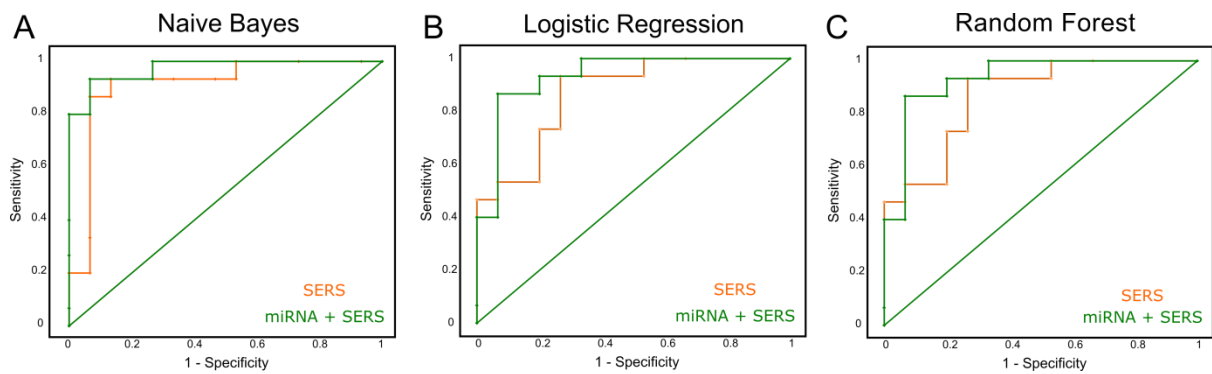 A
Naive Bayes
1
0.8
0.6
0.4
0.2
0
Sensitivity
SERS
miRNA + SERS
0 0.2 0.4 0.6 0.8 1
1 - Specificity
B
Logistic Regression
1
0.8
0.6
0.4
0.2
0
Sensitivity
SERS
miRNA + SERS
0 0.2 0.4 0.6 0.8 1
1 - Specificity
C
Random Forest
1
0.8
0.6
0.4
0.2
0
Sensitivity
SERS
miRNA + SERS
0 0.2 0.4 0.6 0.8 1
1 - Specificity